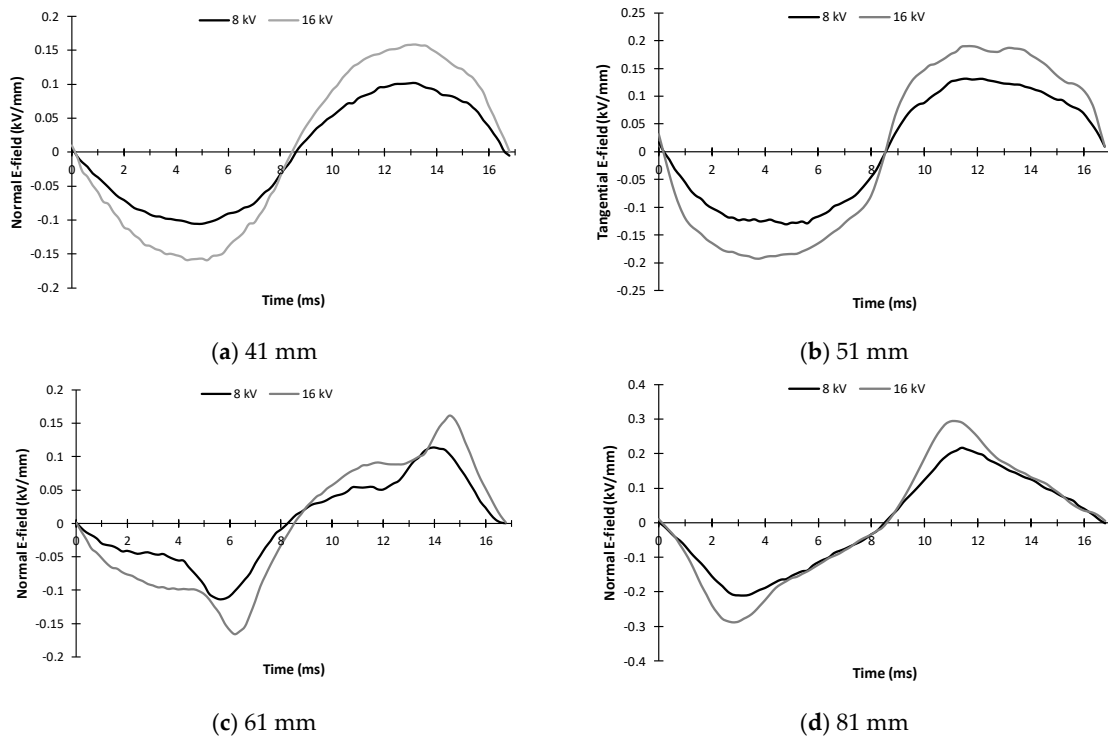 8 kV 16 kV
0.2
0.15
0.1
0.05
0
-0.05
-0.1
-0.15
-0.2
0 2 4 6 8 10 12 14 16
Normal E-field (kV/mm)
Time (ms)
(a) 41 mm
8 kV 16 kV
0.25
0.2
0.15
0.1
0.05
0
-0.05
-0.1
-0.15
-0.2
-0.25
0 2 4 6 8 10 12 14 16
Tangential E-field (kV/mm)
Time (ms)
(b) 51 mm
8 kV 16 kV
0.2
0.15
0.1
0.05
0
-0.05
-0.1
-0.15
-0.2
0 2 4 6 8 10 12 14 16
Normal E-field (kV/mm)
Time (ms)
(c) 61 mm
8 kV 16 kV
0.4
0.3
0.2
0.1
0
-0.1
-0.2
-0.3
-0.4
0 2 4 6 8 10 12 14 16
Normal E-field (kV/mm)
Time (ms)
(d) 81 mm